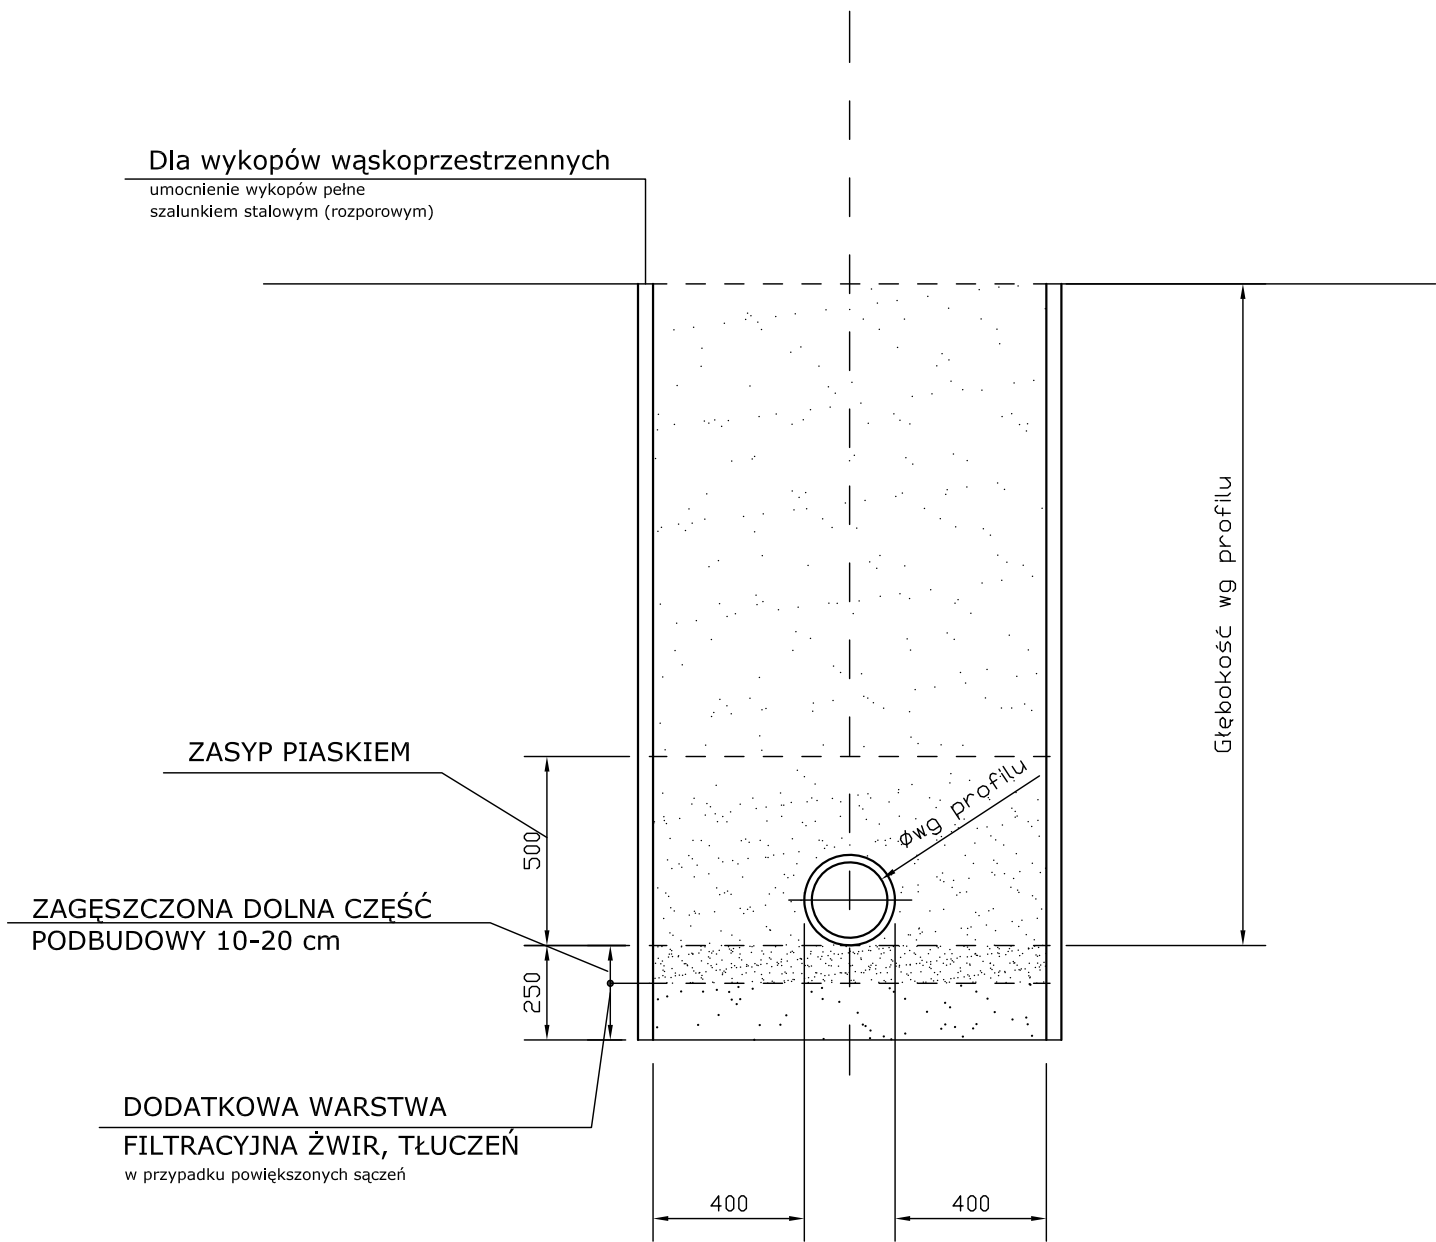 Dla wykopów wąskoprzestrzennych
umocnienie wykopów pełne
szalunkiem stalowym (rozporowym)
Głębokość wg profilu
ZASYP PIASKIEM
øwg profilu
500
ZAGĘSZCZONA DOLNA CZĘŚĆ
PODBUDOWY 10-20 cm
250
DODATKOWA WARSTWA
FILTRACYJNA ŻWIR, TŁUCZEŃ
w przypadku powiększonych sączeń
400
400